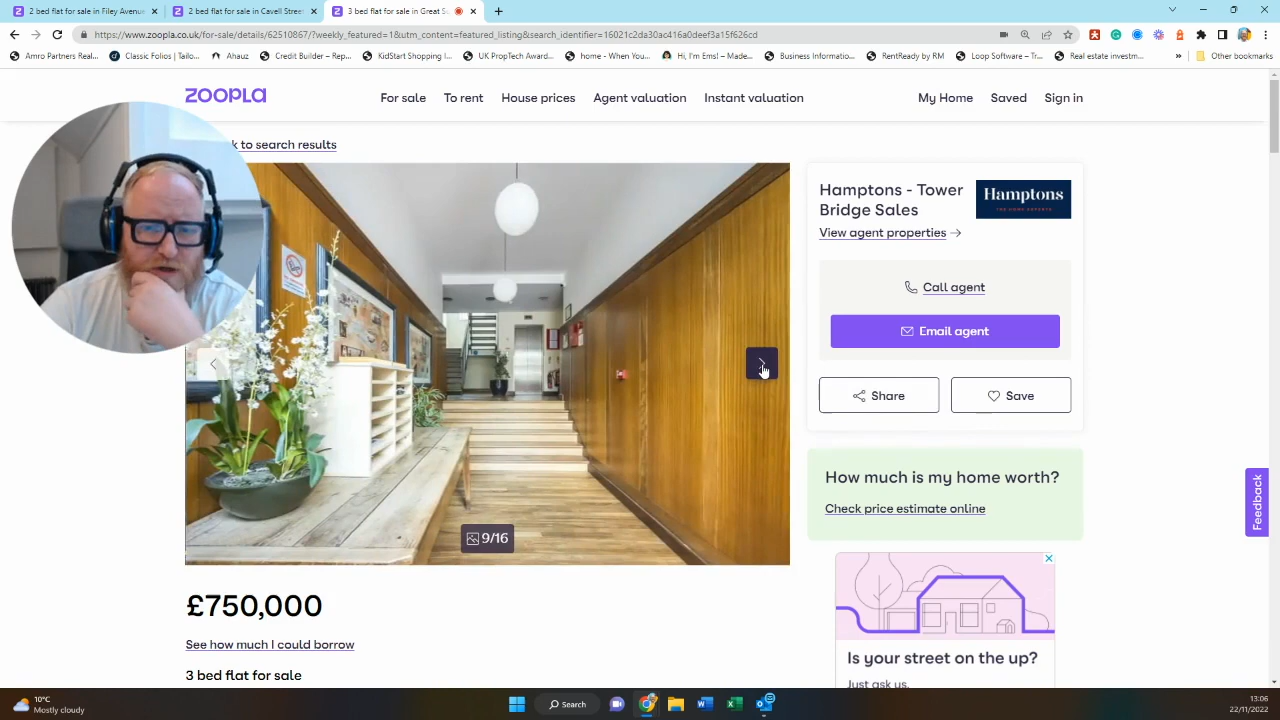 2 bed flat for sale in Filey Avenue
2 bed flat for sale in Cavell Street
3 bed flat for sale in Great S
https://www.zoopla.co.uk/for-sale/details/62510867/?weekly_featured=1&utm_content=featured_listing&search_identifier=16021c2da30ac416a0deef3a15f626cd
Amro Partners Real...
Classic Folios | Tailo...
Ahauz
Credit Builder – Rep...
KidStart Shopping I...
UK PropTech Award...
home - When You...
Hi, I'm Ems! – Made...
Business Informatio...
RentReady by RM
Loop Software – Tr...
Real estate investm...
»
Other bookmarks
ZOOPLA
For sale
To rent
House prices
Agent valuation
Instant valuation
My Home
Saved
Sign in
k to search results
Hamptons - Tower
Bridge Sales
Hamptons
THE HOME EXPERTS
View agent properties
Call agent
Email agent
Share
Save
9/16
How much is my home worth?
Check price estimate online
£750,000
See how much I could borrow
3 bed flat for sale
Is your street on the up?
Just ask us.
Feedback
10°C
Mostly cloudy
Search
13:06
22/11/2022